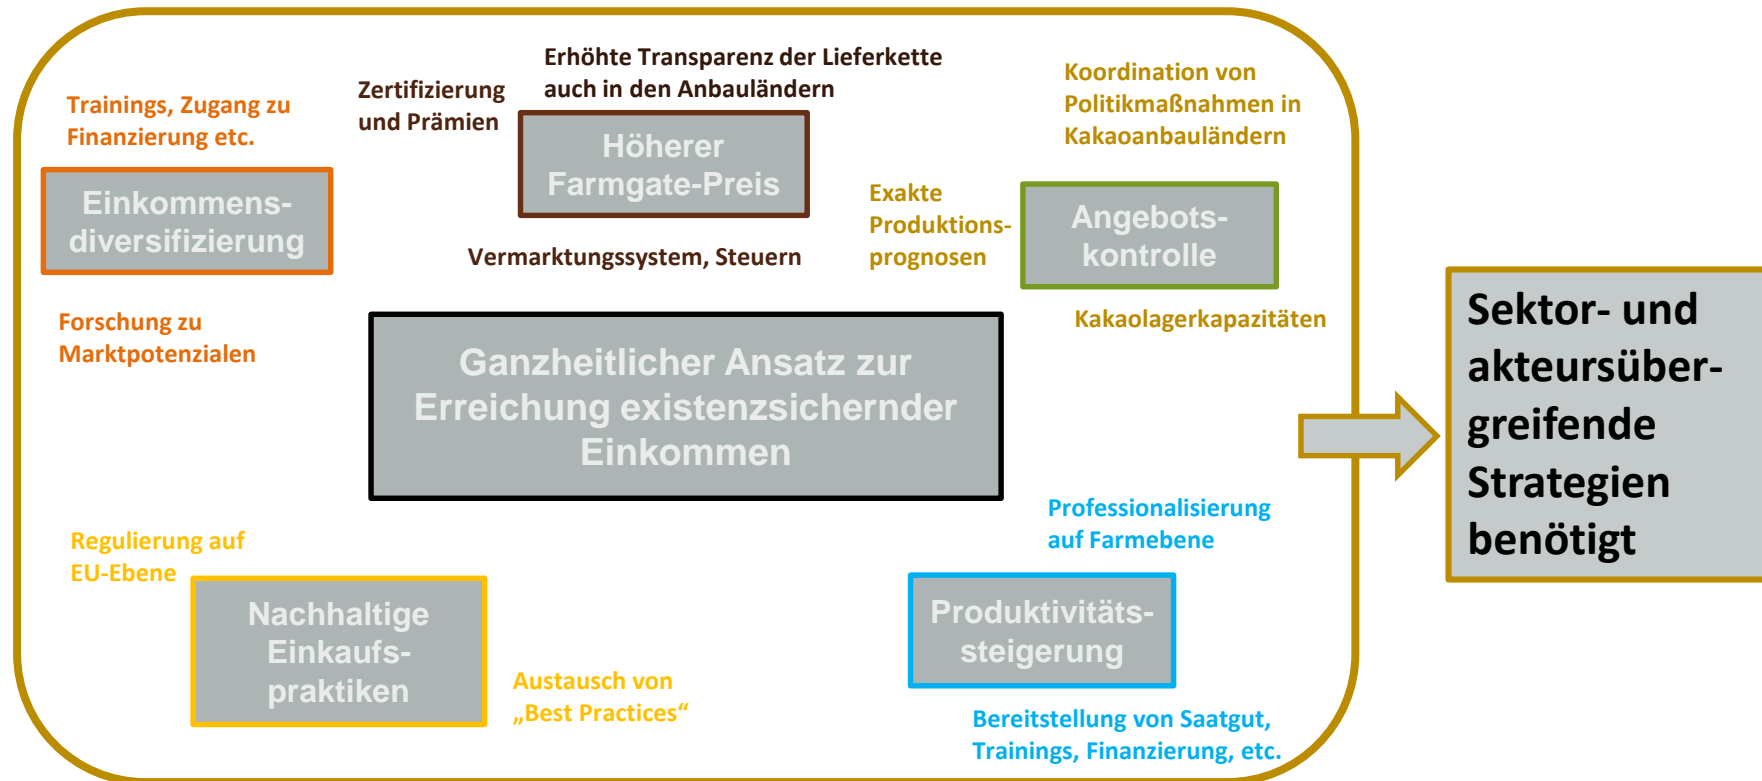 Trainings, Zugang zu
Finanzierung etc.
Einkommens-
diversifizierung
Forschung zu
Marktpotenzialen
Zertifizierung
und Prämien
Erhöhte Transparenz der Lieferkette
auch in den Anbauländern
Höherer
Farmgate-Preis
Vermarktungssystem, Steuern
Koordination von
Politikmaßnahmen in
Kakaoanbauländern
Exakte
Produktions-
prognosen
Angebots-
kontrolle
Kakaolagerkapazitäten
Ganzheitlicher Ansatz zur
Erreichung existenzsichernder
Einkommen
Regulierung auf
EU-Ebene
Nachhaltige
Einkaufs-
praktiken
Austausch von
„Best Practices“
Professionalisierung
auf Farmebene
Produktivitäts-
steigerung
Bereitstellung von Saatgut,
Trainings, Finanzierung, etc.
Sektor- und
akteursüber-
greifende
Strategien
benötigt